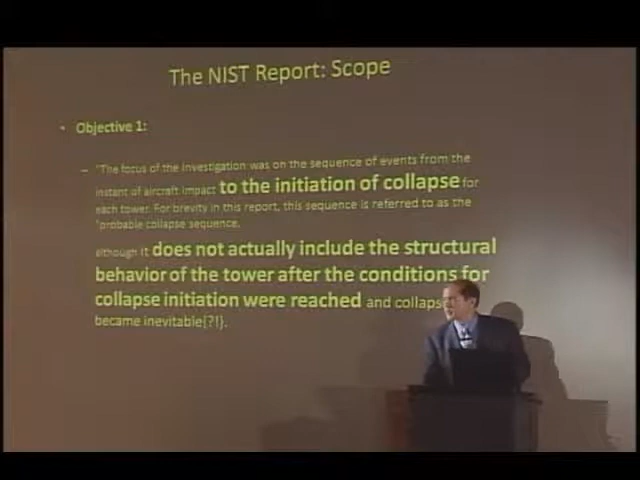 The NIST Report: Scope
• Objective 1:
– "The focus of the investigation was on the sequence of events from the
instant of aircraft impact to the initiation of collapse for
each tower. For brevity in this report, this sequence is referred to as the
"probable collapse sequence,
although it does not actually include the structural
behavior of the tower after the conditions for
collapse initiation were reached and collaps
became inevitable{?!}.